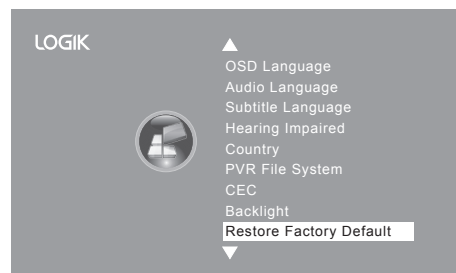 LOGIK
OSD Language
Audio Language
Subtitle Language
Hearing Impaired
Country
PVR File System
CEC
Backlight
Restore Factory Default